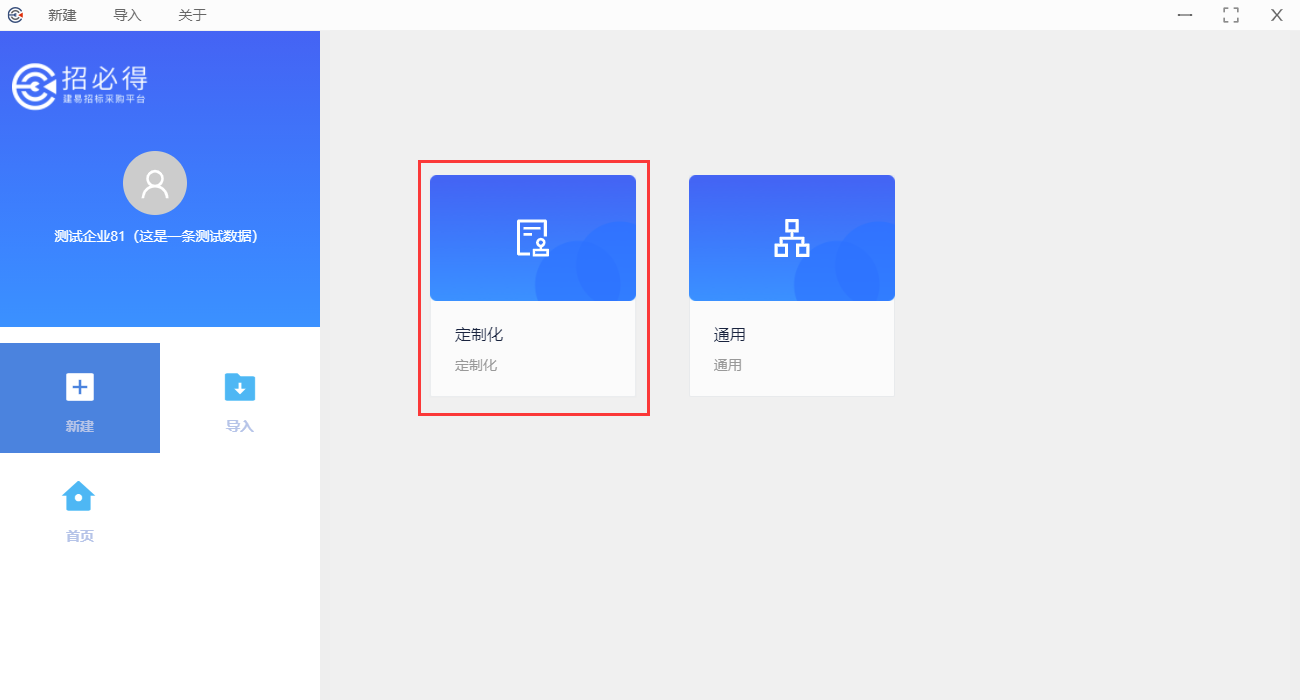 新建 导入 关于
招必得
建易招标采购平台
测试企业81（这是一条测试数据）
新建 导入
首页
定制化 通用
定制化 通用